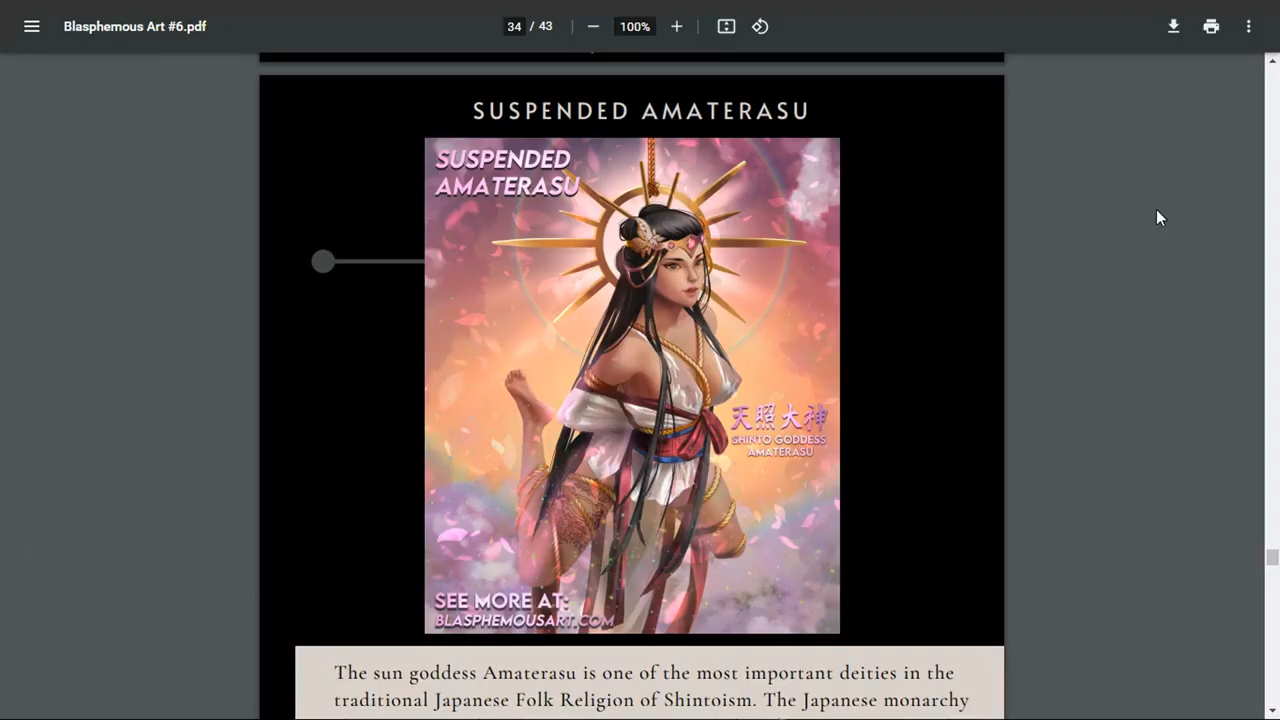 Blasphemous Art #6.pdf
34 / 43
100%
SUSPENDED AMATERASU
SUSPENDED
AMATERASU
天照大神
SHINTO GODDESS
AMATERASU
SEE MORE AT:
BLASPHEMOUSART.COM
The sun goddess Amaterasu is one of the most important deities in the
traditional Japanese Folk Religion of Shintoism. The Japanese monarchy